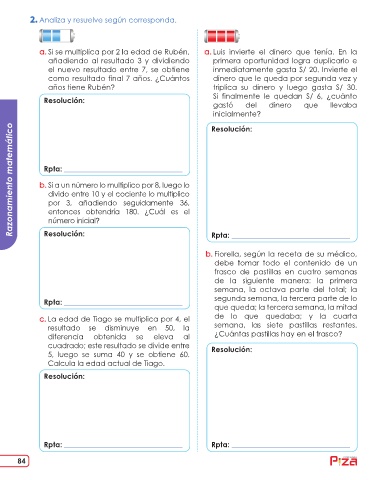 2. Analiza y resuelve según corresponda.
a. Si se multiplica por 2 la edad de Rubén,
añadiendo al resultado 3 y dividiendo
el nuevo resultado entre 7, se obtiene
como resultado final 7 años. ¿Cuántos
años tiene Rubén?
Resolución:
Rpta:
b. Si a un número lo multiplico por 8, luego lo
divido entre 10 y el cociente lo multiplico
por 3, añadiendo seguidamente 36,
entonces obtendría 180. ¿Cuál es el
número inicial?
Resolución:
Rpta:
c. La edad de Tiago se multiplica por 4, el
resultado se disminuye en 50, la
diferencia obtenida se eleva al
cuadrado; este resultado se divide entre
5, luego se suma 40 y se obtiene 60.
Calcula la edad actual de Tiago.
Resolución:
Rpta:
a. Luis invierte el dinero que tenía. En la
primera oportunidad logra duplicarlo e
inmediatamente gasta S/ 20. Invierte el
dinero que le queda por segunda vez y
triplica su dinero y luego gasta S/ 30.
Si finalmente le quedan S/ 6, ¿cuánto
gastó del dinero que llevaba
inicialmente?
Resolución:
Rpta:
b. Fiorella, según la receta de su médico,
debe tomar todo el contenido de un
frasco de pastillas en cuatro semanas
de la siguiente manera: la primera
semana, la octava parte del total; la
segunda semana, la tercera parte de lo
que queda; la tercera semana, la mitad
de lo que quedaba; y la cuarta
semana, las siete pastillas restantes.
¿Cuántas pastillas hay en el frasco?
Resolución:
Rpta:
Razonamiento matemático
84